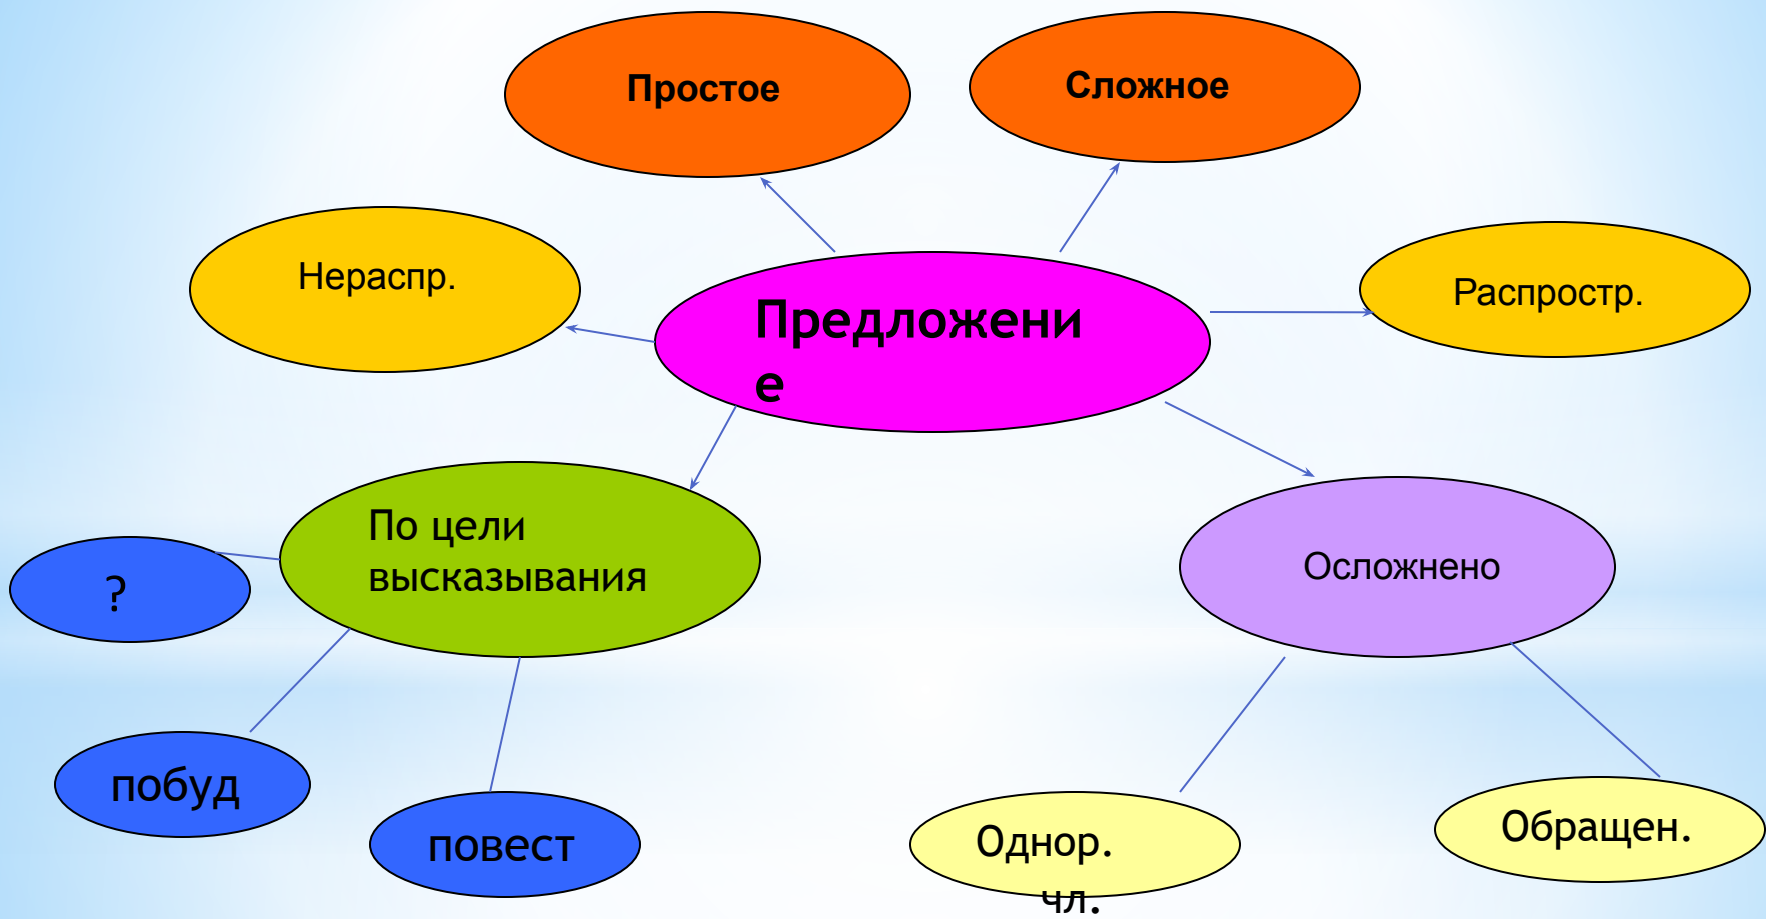 Простое
Сложное
Нераспр.
Распростр.
Предложени
е
По цели
высказывания
Осложнено
?
побуд
повест
Однор.
чл.
Обращен.